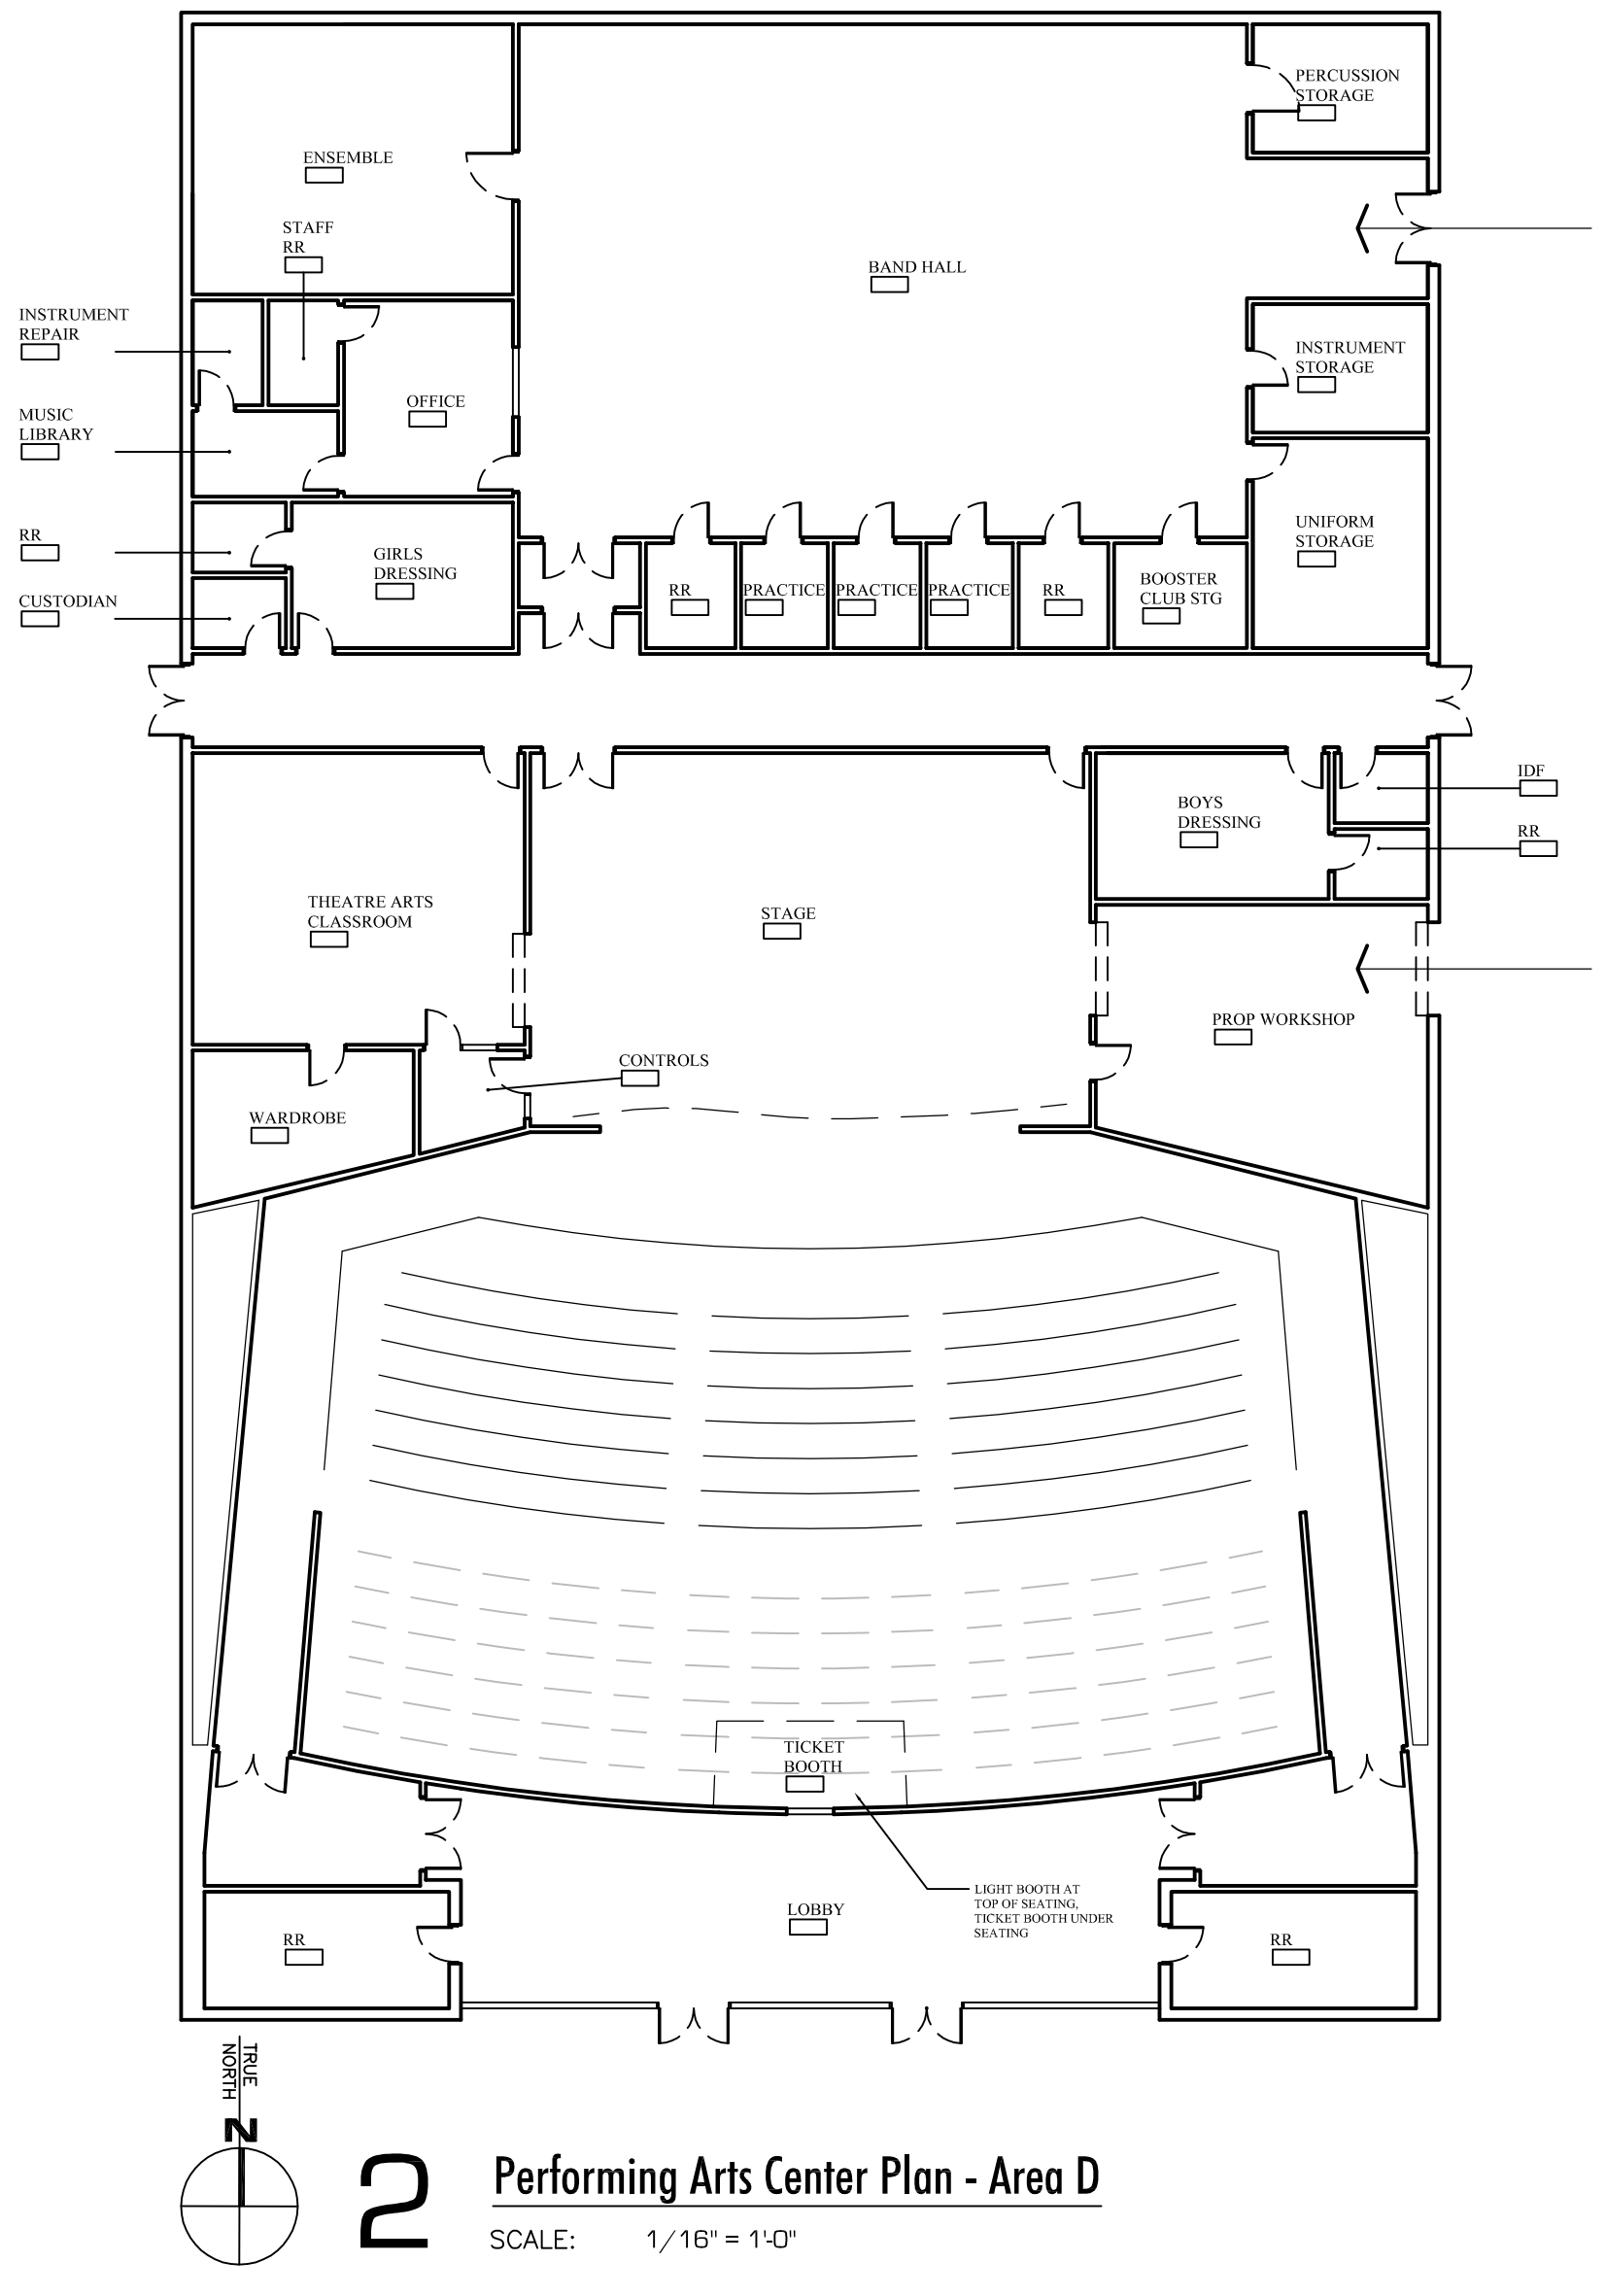 PERCUSSION
STORAGE
ENSEMBLE
STAFF
RR
BAND HALL
INSTRUMENT
REPAIR
INSTRUMENT
STORAGE
OFFICE
MUSIC
LIBRARY
UNIFORM
STORAGE
RR
GIRLS
DRESSING
CUSTODIAN
RR
PRACTICE
PRACTICE
PRACTICE
RR
BOOSTER
CLUB STG
IDF
BOYS
DRESSING
RR
THEATRE ARTS
CLASSROOM
STAGE
PROP WORKSHOP
CONTROLS
WARDROBE
TICKET
BOOTH
LIGHT BOOTH AT
TOP OF SEATING,
TICKET BOOTH UNDER
SEATING
LOBBY
RR
RR
TRUE
NORTH
N
2
Performing Arts Center Plan - Area D
SCALE: 1/16" = 1'-0"